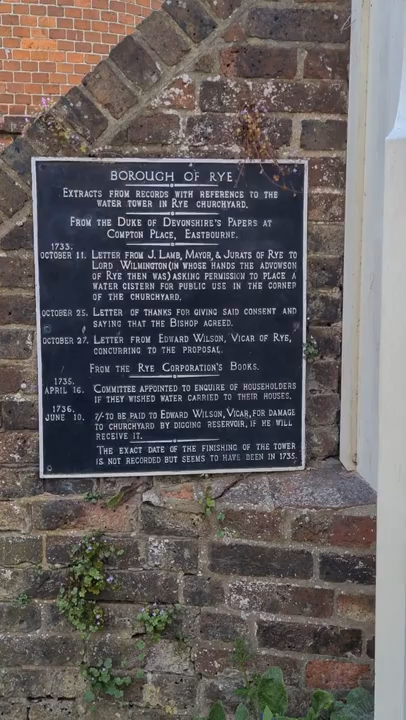 BOROUGH OF RYE
EXTRACTS FROM RECORDS WITH REFERENCE TO THE
WATER TOWER IN RYE CHURCHYARD.
FROM THE DUKE OF DEVONSHIRE'S PAPERS AT
COMPTON PLACE, EASTBOURNE.
1733.
OCTOBER 11. LETTER FROM J. LAMB, MAYOR, & JURATS OF RYE TO
LORD WILMINGTON (IN WHOSE HANDS THE ADVOWSON
OF RYE THEN WAS) ASKING PERMISSION TO PLACE A
WATER CISTERN FOR PUBLIC USE IN THE CORNER
OF THE CHURCHYARD.
OCTOBER 25. LETTER OF THANKS FOR GIVING SAID CONSENT AND
SAYING THAT THE BISHOP AGREED.
OCTOBER 27. LETTER FROM EDWARD WILSON, VICAR OF RYE,
CONCURRING TO THE PROPOSAL.
FROM THE RYE CORPORATION'S BOOKS.
1735.
APRIL 16. COMMITTEE APPOINTED TO ENQUIRE OF HOUSEHOLDERS
IF THEY WISHED WATER CARRIED TO THEIR HOUSES.
1736.
JUNE 10. TO BE PAID TO EDWARD WILSON, VICAR, FOR DAMAGE
TO CHURCHYARD BY DIGGING RESERVOIR, IF HE WILL
RECEIVE IT.
THE EXACT DATE OF THE FINISHING OF THE TOWER
IS NOT RECORDED BUT SEEMS TO HAVE BEEN IN 1735.